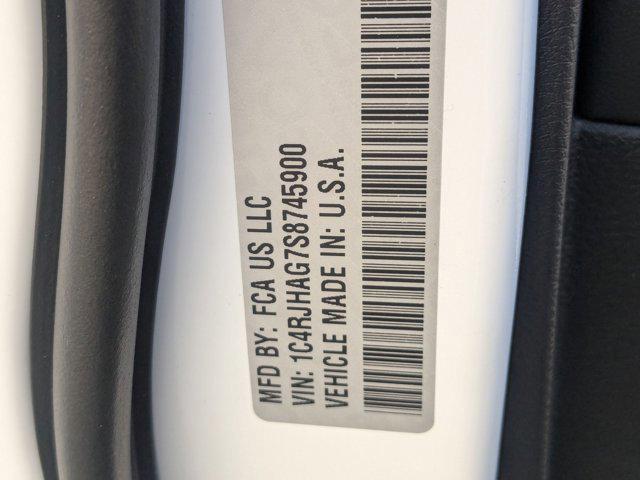 MFD BY: FCA US LLC
VIN: 1C4RJHAG7S8745900
VEHICLE MADE IN: U.S.A.